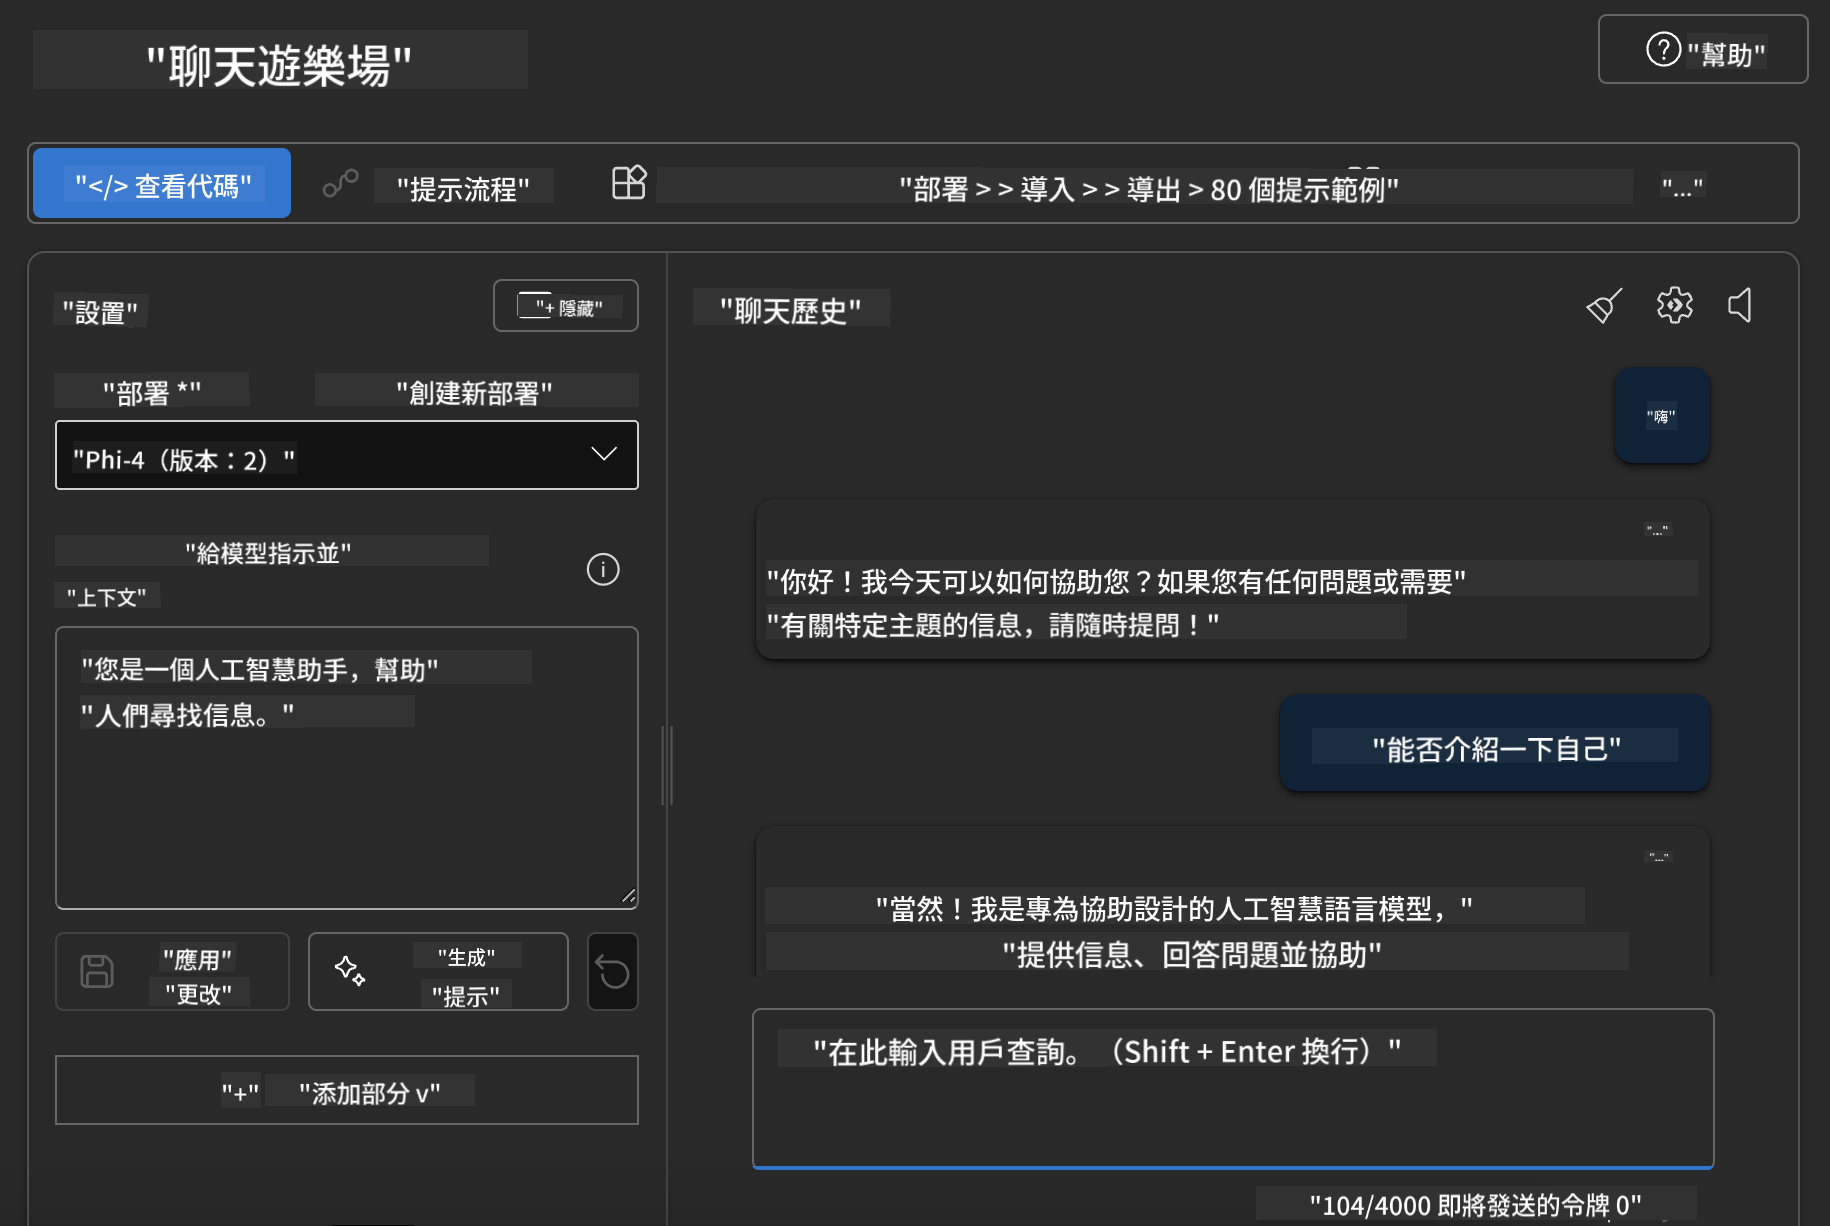 "聊天遊樂場"
"幫助"
"</> 查看代碼"
"提示流程"
"部署 > > 導入 > > 導出 > 80 個提示範例"
"..."
"設置"
"+ 隱藏"
"部署 *"
"創建新部署"
"Phi-4（版本：2）"
"給模型指示並"
"上下文"
"您是一個人工智慧助手，幫助"
"人們尋找信息。"
"應用"
"更改"
"生成"
"提示"
"+"
"添加部分 v"
"聊天歷史"
"嗨"
"..."
"你好！我今天可以如何協助您？如果您有任何問題或需要"
"有關特定主題的信息，請隨時提問！"
"能否介紹一下自己"
"..."
"當然！我是專為協助設計的人工智慧語言模型，"
"提供信息、回答問題並協助"
"在此輸入用戶查詢。（Shift + Enter 換行）"
"104/4000 即將發送的令牌 0"